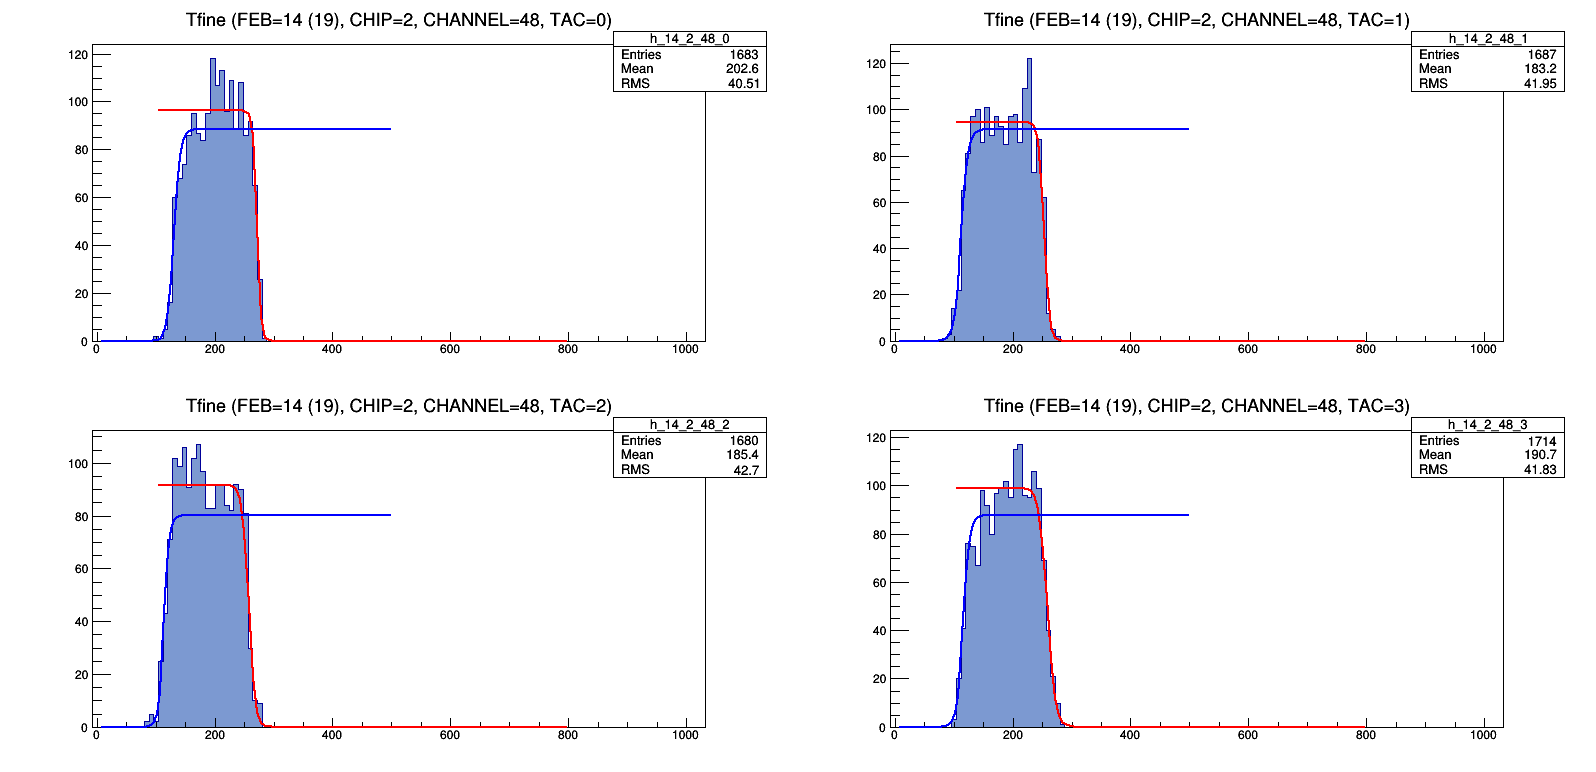 Tfine (FEB=14 (19), CHIP=2, CHANNEL=48, TAC=0)
h_14_2_48_0
Entries 1683
Mean 202.6
RMS 40.51
120
100
80
60
40
20
0
0 200 400 600 800 1000
Tfine (FEB=14 (19), CHIP=2, CHANNEL=48, TAC=1)
h_14_2_48_1
Entries 1687
Mean 183.2
RMS 41.95
120
100
80
60
40
20
0
0 200 400 600 800 1000
Tfine (FEB=14 (19), CHIP=2, CHANNEL=48, TAC=2)
h_14_2_48_2
Entries 1680
Mean 185.4
RMS 42.7
100
80
60
40
20
0
0 200 400 600 800 1000
Tfine (FEB=14 (19), CHIP=2, CHANNEL=48, TAC=3)
h_14_2_48_3
Entries 1714
Mean 190.7
RMS 41.83
120
100
80
60
40
20
0
0 200 400 600 800 1000